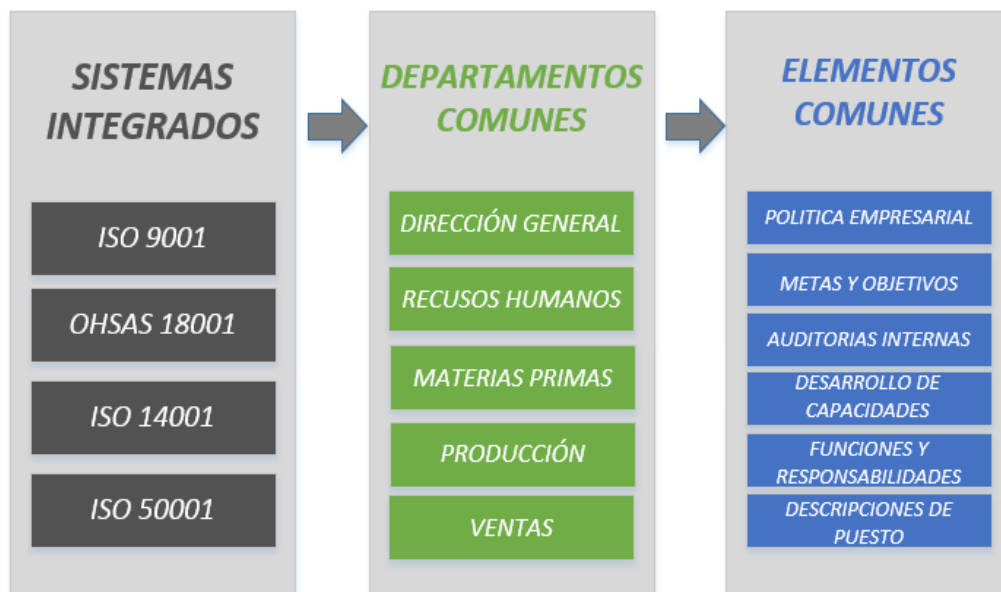 SISTEMAS
INTEGRADOS
ISO 9001
OHSAS 18001
ISO 14001
ISO 50001
DEPARTAMENTOS
COMUNES
DIRECCIÓN GENERAL
RECUSOS HUMANOS
MATERIAS PRIMAS
PRODUCCIÓN
VENTAS
ELEMENTOS
COMUNES
POLITICA EMPRESARIAL
METAS Y OBJETIVOS
AUDITORIAS INTERNAS
DESARROLLO DE
CAPACIDADES
FUNCIONES Y
RESPONSABILIDADES
DESCRIPCIONES DE
PUESTO